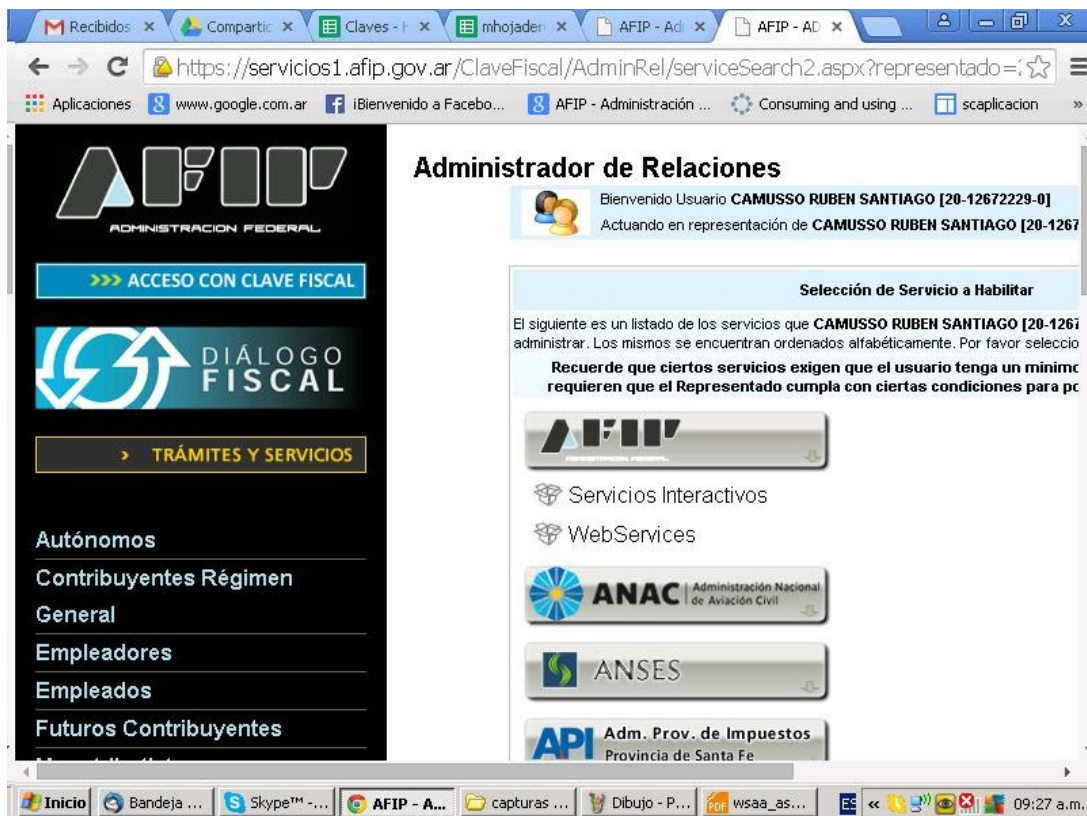 Recibidos
Compartic
Claves - H
mhojaden
AFIP - Adr
AFIP - AD
https://servicios1.afip.gov.ar/ClaveFiscal/AdminRel/serviceSearch2.aspx?representado=
Aplicaciones
www.google.com.ar
iBienvenido a Facebo...
AFIP - Administración ...
Consuming and using ...
scaplicacion
»
AFIP
ADMINISTRACION FEDERAL
>>> ACCESO CON CLAVE FISCAL
DIÁLOGO
FISCAL
> TRÁMITES Y SERVICIOS
Autónomos
Contribuyentes Régimen
General
Empleadores
Empleados
Futuros Contribuyentes
Administrador de Relaciones
Bienvenido Usuario CAMUSSO RUBEN SANTIAGO [20-12672229-0]
Actuando en representación de CAMUSSO RUBEN SANTIAGO [20-1267
Selección de Servicio a Habilitar
El siguiente es un listado de los servicios que CAMUSSO RUBEN SANTIAGO [20-1267
administrar. Los mismos se encuentran ordenados alfabéticamente. Por favor seleccio
Recuerde que ciertos servicios exigen que el usuario tenga un mínimo
requieren que el Representado cumpla con ciertas condiciones para po
AFIP
Servicios Interactivos
WebServices
ANAC
Administración Nacional
de Aviación Civil
ANSES
API
Adm. Prov. de Impuestos
Provincia de Santa Fe
Inicio
Bandeja ...
Skype™ -...
AFIP - A...
capturas ...
Dibujo - P...
wsaa_as...
ES
«
09:27 a.m.